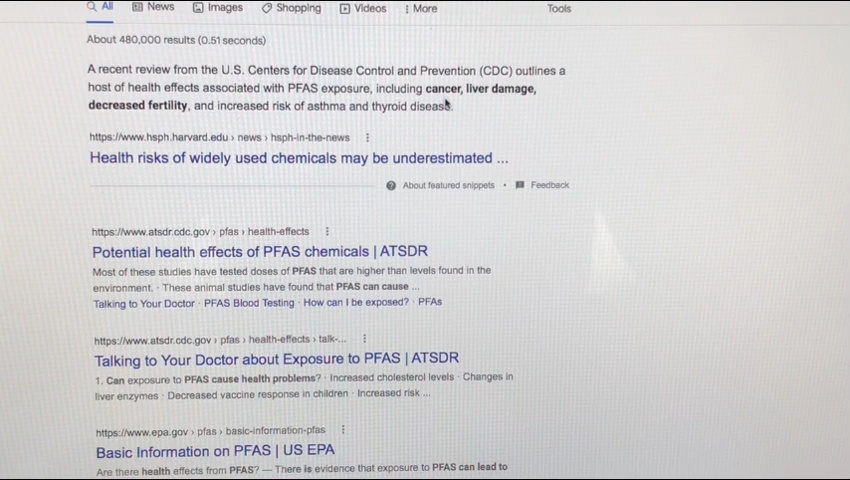 All News Images Shopping Videos More Tools
About 480,000 results (0.51 seconds)
A recent review from the U.S. Centers for Disease Control and Prevention (CDC) outlines a
host of health effects associated with PFAS exposure, including cancer, liver damage,
decreased fertility, and increased risk of asthma and thyroid disease.
https://www.hsph.harvard.edu › news › hsph-in-the-news
Health risks of widely used chemicals may be underestimated ...
About featured snippets • Feedback
https://www.atsdr.cdc.gov › pfas › health-effects
Potential health effects of PFAS chemicals | ATSDR
Most of these studies have tested doses of PFAS that are higher than levels found in the
environment. · These animal studies have found that PFAS can cause ...
Talking to Your Doctor · PFAS Blood Testing · How can I be exposed? · PFAs
https://www.atsdr.cdc.gov › pfas › health-effects › talk-...
Talking to Your Doctor about Exposure to PFAS | ATSDR
1. Can exposure to PFAS cause health problems? · Increased cholesterol levels · Changes in
liver enzymes · Decreased vaccine response in children · Increased risk ...
https://www.epa.gov › pfas › basic-information-pfas
Basic Information on PFAS | US EPA
Are there health effects from PFAS? — There is evidence that exposure to PFAS can lead to